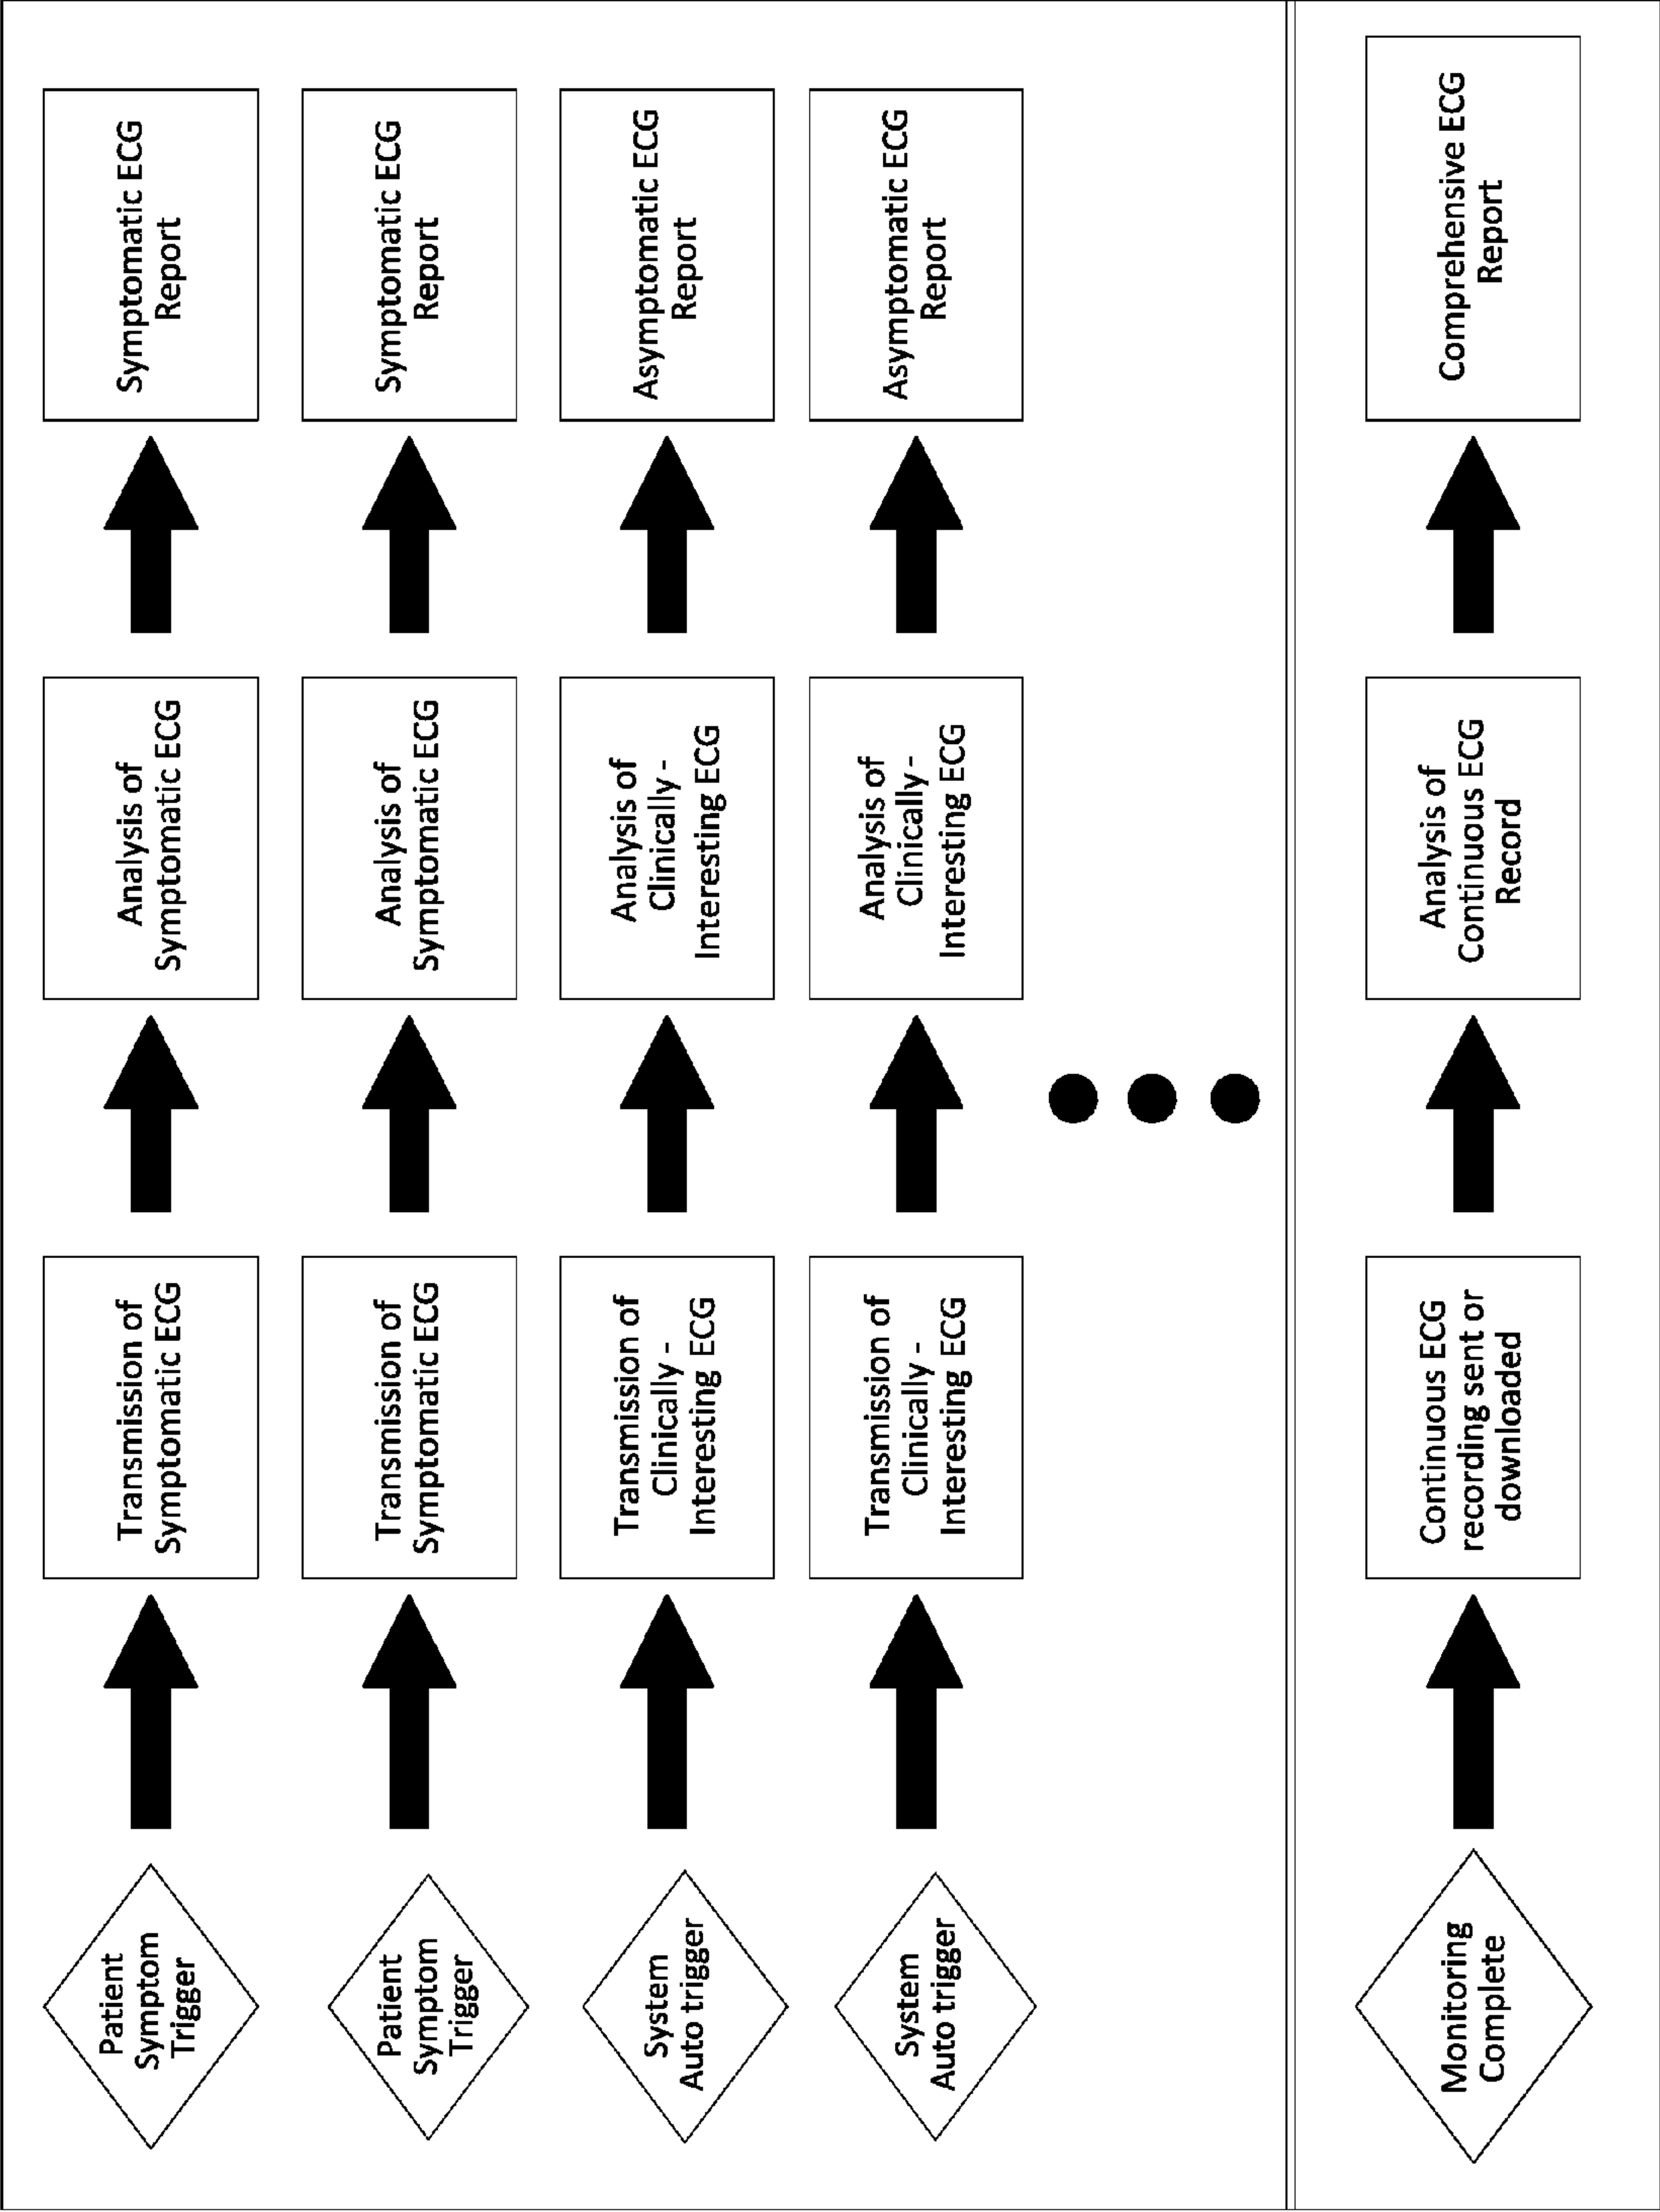 Patient
Symptom
Trigger
Transmission of
Symptomatic ECG
Analysis of
Symptomatic ECG
Symptomatic ECG
Report
Patient
Symptom
Trigger
Transmission of
Symptomatic ECG
Analysis of
Symptomatic ECG
Symptomatic ECG
Report
System
Auto trigger
Transmission of
Clinically -
Interesting ECG
Analysis of
Clinically -
Interesting ECG
Asymptomatic ECG
Report
System
Auto trigger
Transmission of
Clinically -
Interesting ECG
Analysis of
Clinically -
Interesting ECG
Asymptomatic ECG
Report
Monitoring
Complete
Continuous ECG
recording sent or
downloaded
Analysis of
Continuous ECG
Record
Comprehensive ECG
Report